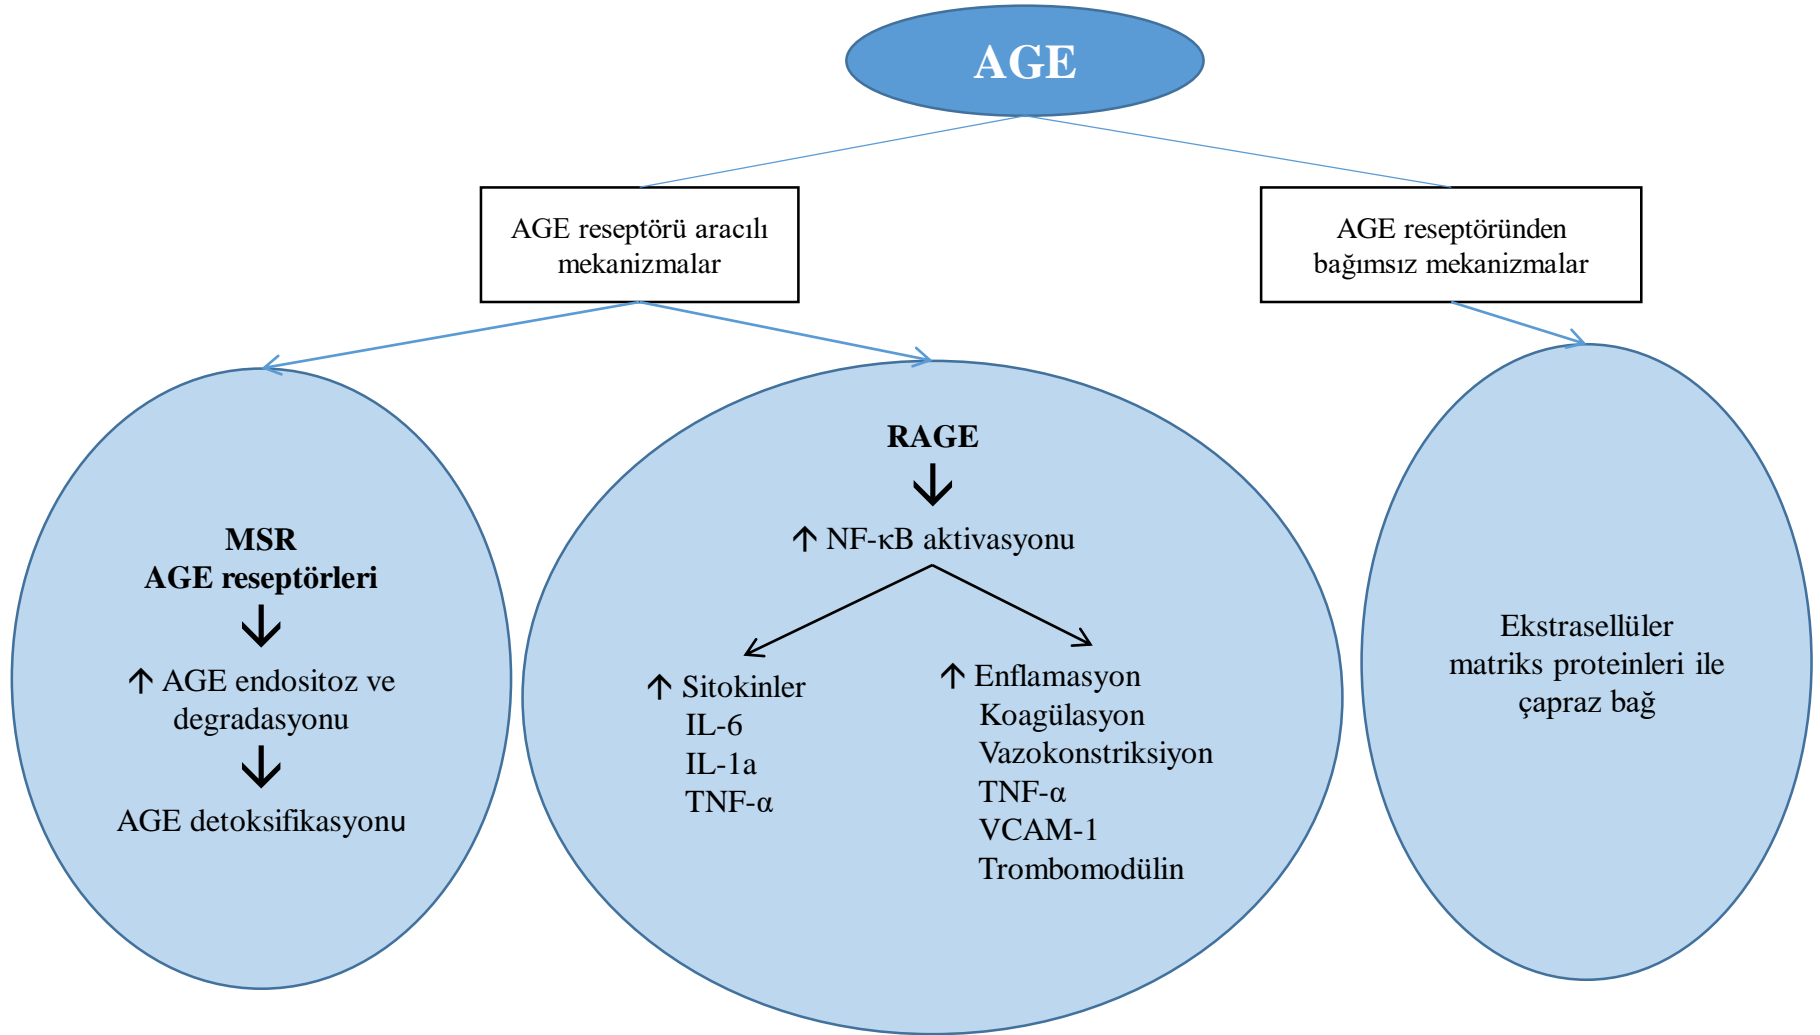 AGE
AGE reseptörü aracılı
mekanizmalar
AGE reseptöründen
bağımsız mekanizmalar
MSR
AGE reseptörleri
↑ AGE endositoz ve
degradasyonu
AGE detoksifikasyonu
RAGE
↑ NF-κB aktivasyonu
↑ Sitokinler
IL-6
IL-1a
TNF-α
↑ Enflamasyon
Koagülasyon
Vazokonstriksiyon
TNF-α
VCAM-1
Trombomodülin
Ekstrasellüler
matriks proteinleri ile
çapraz bağ